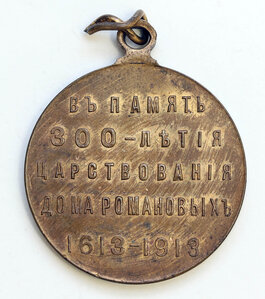 ВЪ ПАМЯТЬ
300-ЛѢТІЯ
ЦАРСТВОВАНІЯ
ДОМА РОМАНОВЫХЪ
1613-1913